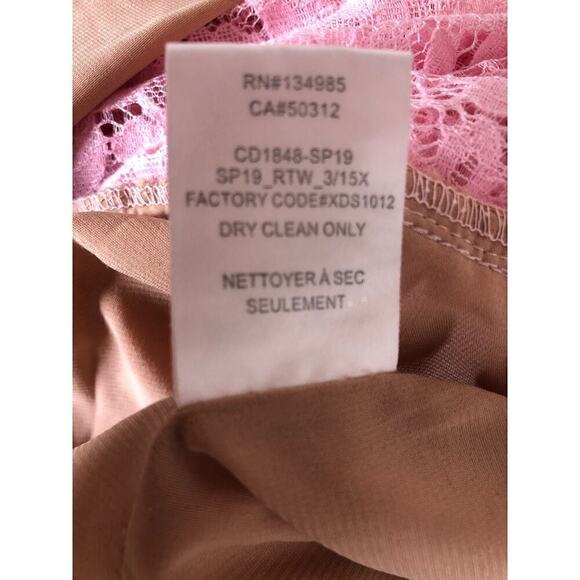 RN#134985
CA#50312
CD1848-SP19
SP19_RTW_3/15X
FACTORY CODE#XDS1012
DRY CLEAN ONLY
NETTOYER À SEC
SEULEMENT